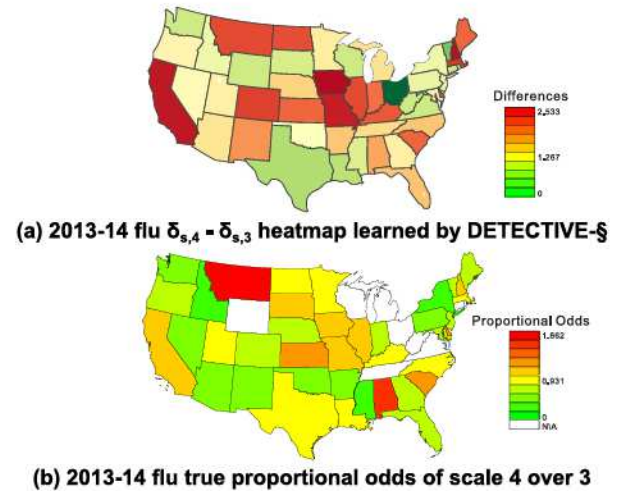 Differences
2.533
1.267
0
(a) 2013-14 flu δs,4 - δs,3 heatmap learned by DETECTIVE-§
Proportional Odds
1.862
0.931
0
N\A
(b) 2013-14 flu true proportional odds of scale 4 over 3